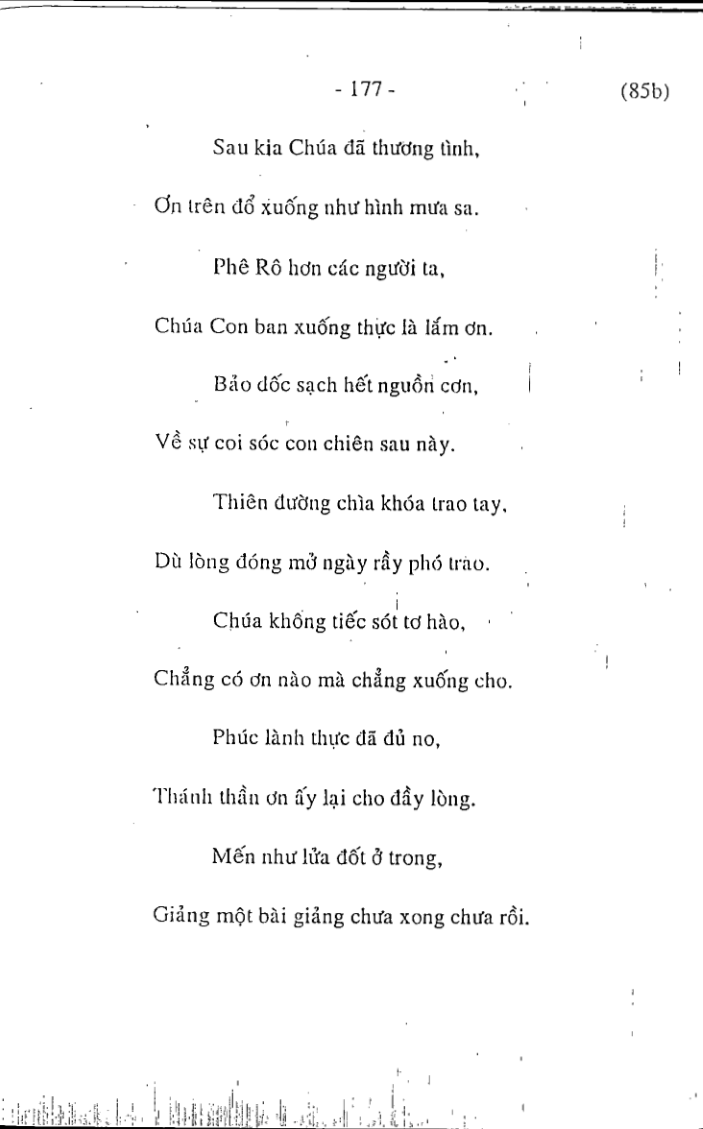 - 177 - (85b)
Sau kịa Chúa đã thương tình,
Ơn trên đổ xuống như hình mưa sa.
Phê Rô hơn các người ta,
Chúa Con ban xuống thực là lắm ơn.
Bảo dốc sạch hết nguồn cơn,
Về sự coi sóc con chiên sau này.
Thiên đường chìa khóa trao tay,
Dù lòng đóng mở ngày rầy phó trao.
Chúa không tiếc sót tơ hào,
Chẳng có ơn nào mà chẳng xuống cho.
Phúc lành thực đã đủ no,
Thánh thần ơn ấy lại cho đầy lòng.
Mến như lửa đốt ở trong,
Giảng một bài giảng chưa xong chưa rồi.